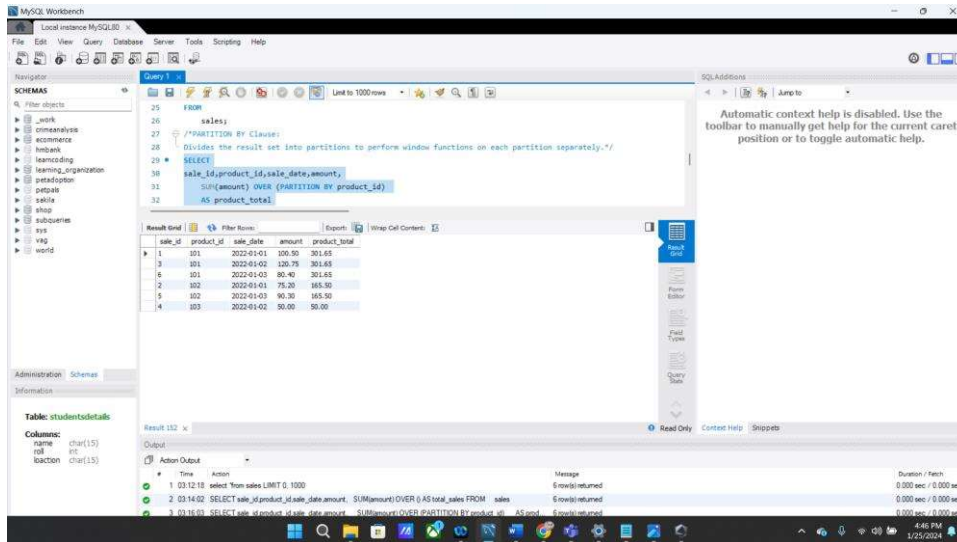 MySQL Workbench
Local instance MySQL80
File Edit View Query Database Server Tools Scripting Help
Navigator
SCHEMAS
Filter objects
_work
crimeanalysis
ecommerce
hmbank
learncoding
learning_organization
petadoption
petpals
sakila
shop
subqueries
sys
vag
world
Administration Schemas
Information
Table: studentsdetails
Columns:
name char(15)
roll int
loaction char(15)
Query 1
Limit to 1000 rows
25 FROM
26 sales;
27 /*PARTITION BY Clause:
28 Divides the result set into partitions to perform window functions on each partition separately.*/
29 SELECT
30 sale_id,product_id,sale_date,amount,
31 SUM(amount) OVER (PARTITION BY product_id)
32 AS product_total
Result Grid Filter Rows: Export: Wrap Cell Content:
sale_id product_id sale_date amount product_total
1 101 2022-01-01 100.50 301.65
3 101 2022-01-02 120.75 301.65
6 101 2022-01-03 80.40 301.65
2 102 2022-01-01 75.20 165.50
5 102 2022-01-03 90.30 165.50
4 103 2022-01-02 50.00 50.00
Result Grid
Form Editor
Field Types
Query Stats
Result 152
Read Only
SQLAdditions
Jump to
Automatic context help is disabled. Use the
toolbar to manually get help for the current caret
position or to toggle automatic help.
Context Help Snippets
Output
Action Output
# Time Action Message Duration / Fetch
1 03:12:18 select *from sales LIMIT 0, 1000 6 row(s) returned 0.000 sec / 0.000 se
2 03:14:02 SELECT sale_id,product_id,sale_date,amount, SUM(amount) OVER () AS total_sales FROM sales 6 row(s) returned 0.000 sec / 0.000 se
3 03:16:03 SELECT sale_id,product_id,sale_date,amount, SUM(amount) OVER (PARTITION BY product_id) AS prod... 6 row(s) returned 0.000 sec / 0.000 se
4:46 PM
1/25/2024